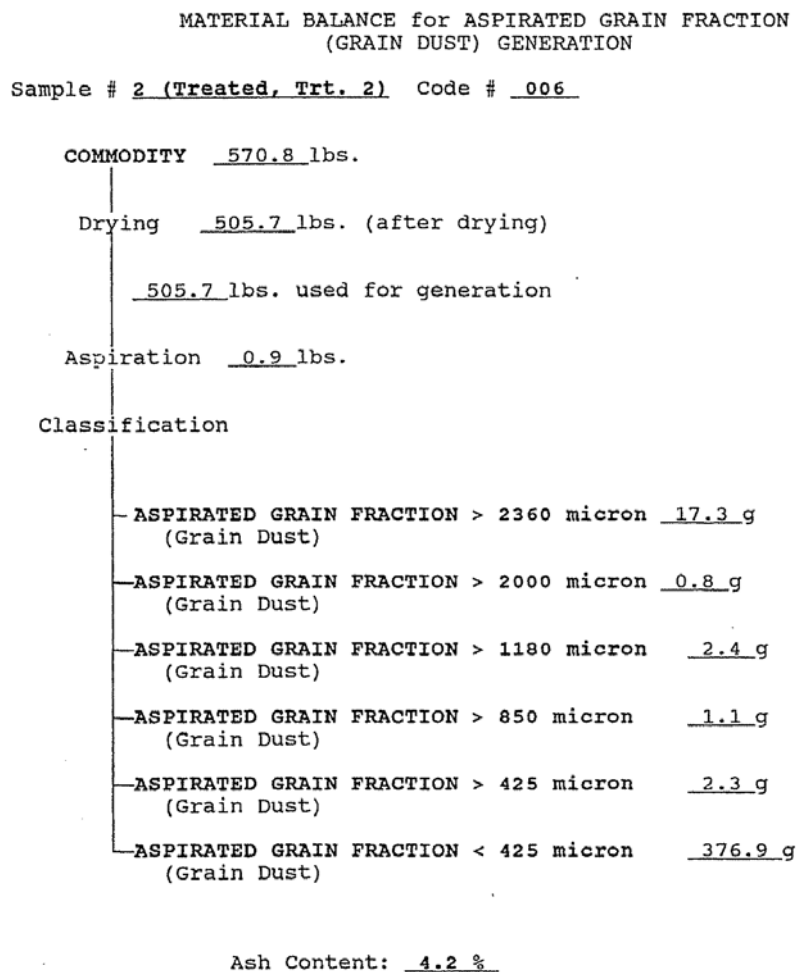 MATERIAL BALANCE for ASPIRATED GRAIN FRACTION
(GRAIN DUST) GENERATION
Sample # 2 (Treated, Trt. 2) Code # 006
COMMODITY 570.8 lbs.
Drying 505.7 lbs. (after drying)
505.7 lbs. used for generation
Aspiration 0.9 lbs.
Classification
ASPIRATED GRAIN FRACTION > 2360 micron 17.3 g
(Grain Dust)
ASPIRATED GRAIN FRACTION > 2000 micron 0.8 g
(Grain Dust)
ASPIRATED GRAIN FRACTION > 1180 micron 2.4 g
(Grain Dust)
ASPIRATED GRAIN FRACTION > 850 micron 1.1 g
(Grain Dust)
ASPIRATED GRAIN FRACTION > 425 micron 2.3 g
(Grain Dust)
ASPIRATED GRAIN FRACTION < 425 micron 376.9 g
(Grain Dust)
Ash Content: 4.2 %